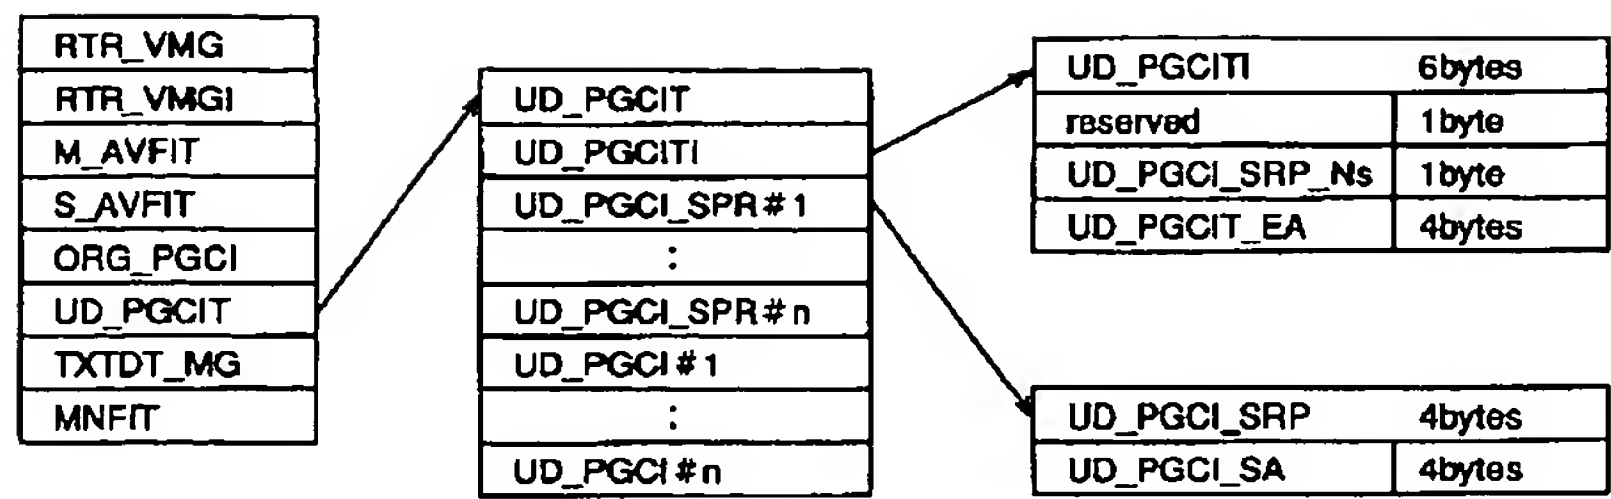 RTR_VMG
RTR_VMGI
M_AVFIT
S_AVFIT
ORG_PGCI
UD_PGCIT
TXTDT_MG
MNFIT
UD_PGCIT
UD_PGCITI
UD_PGCI_SPR#1
:
UD_PGCI_SPR#n
UD_PGCI#1
:
UD_PGCI#n
UD_PGCITI 6bytes
reserved 1byte
UD_PGCI_SRP_Ns 1byte
UD_PGCIT_EA 4bytes
UD_PGCI_SRP 4bytes
UD_PGCI_SA 4bytes